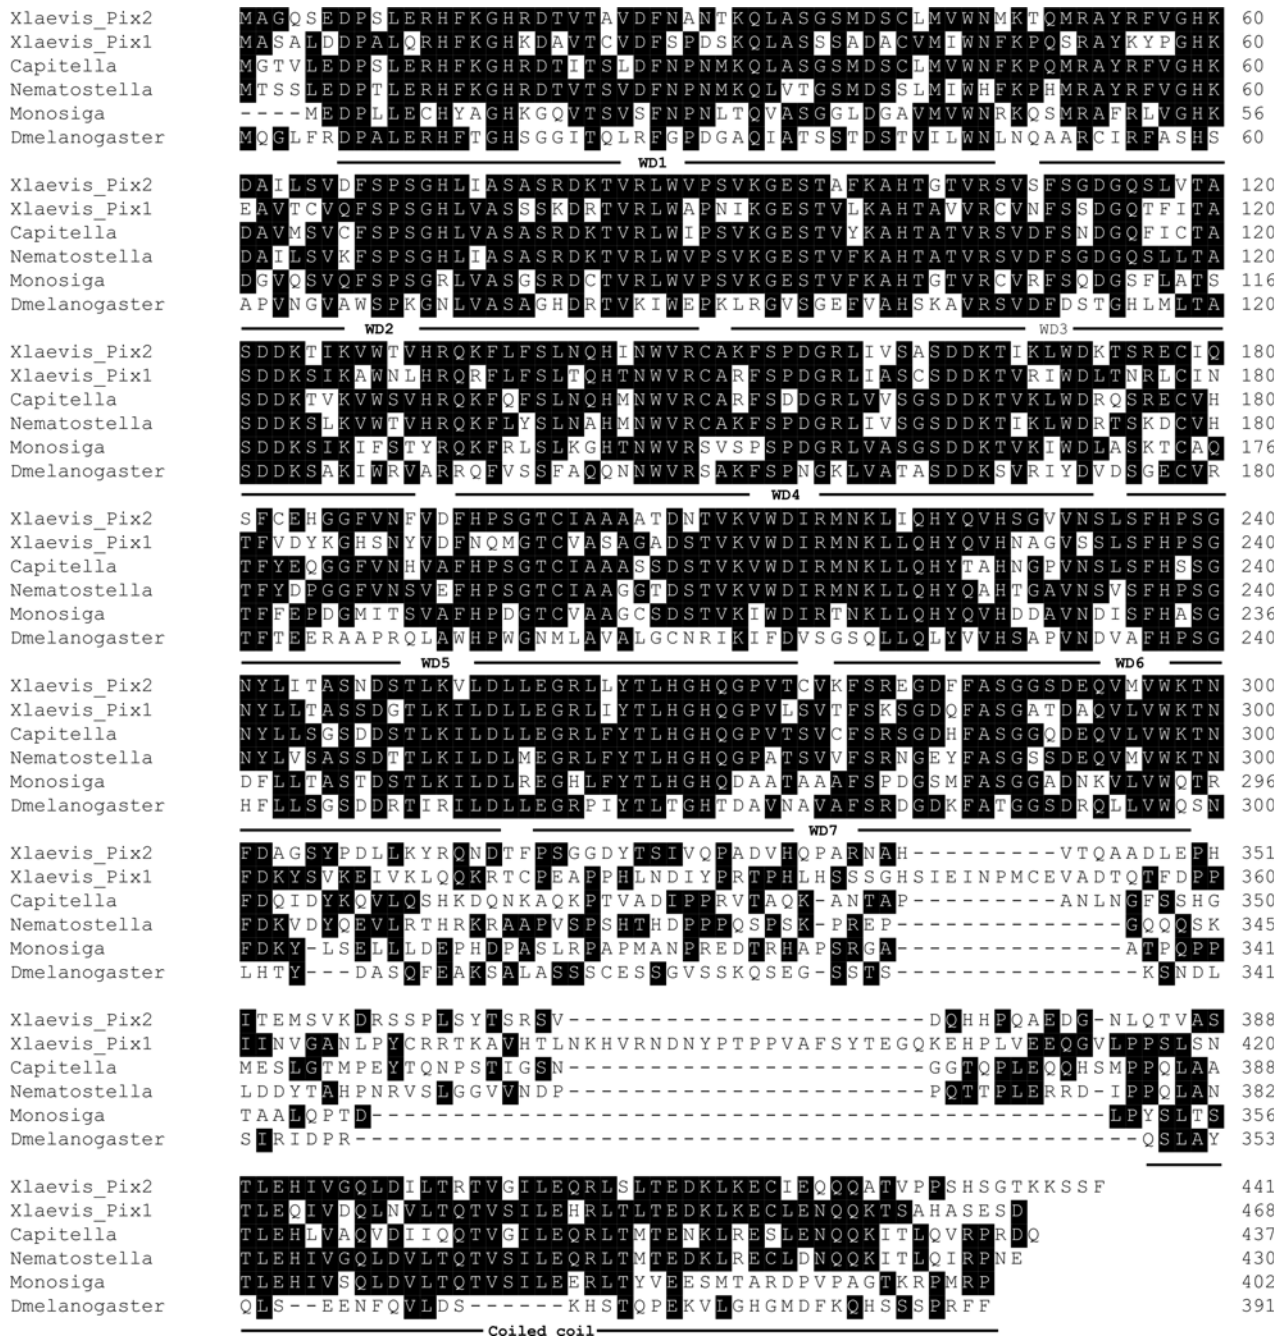 Xlaevis_Pix2 MAGQSEDPSLERHFKGHRDTVTAVDFNANTKQLASGSMDSCLMVWNMKTQMRAYRFVGHK 60
Xlaevis_Pix1 MASALDDPALQRHFKGHKDAVTCVDFSPDSKQLASSSADACVMIWNFKPQSRAYKYPGHK 60
Capitella MGTVLEDPSLERHFKGHRDTITSLDFNPNMKQLASGSMDSCLMVWNFKPQMRAYRFVGHK 60
Nematostella MTSSLEDPTLERHFKGHRDTVTSVDFNPNMKQLVTGSMDSSLMIWHFKPHMRAYRFVGHK 60
Monosiga ----MEDPLLECHYAGHKGQVTSVSFNPNLTQVASGGLDGAVMVWNRKQSMRAFRLVGHK 56
Dmelanogaster MQGLFRDPALERHFTGHSGGITQLRFGPDGAQIATSSTDSTVILWNLNQAARCIRFASHS 60
WD1
Xlaevis_Pix2 DAILSVDFSPSGHLIASASRDKTVRLWVPSVKGESTAFKAHTGTVRSVSFSGDGQSLVTA 120
Xlaevis_Pix1 EAVTCVQFSPSGHLVASSSKDRTVRLWAPNIKGESTVLKAHTAVVRCVNFSSDGQTFITA 120
Capitella DAVMSVCFSPSGHLVASASRDKTVRLWIPSVKGESTVYKAHTATVRSVDFSNDGQFICTA 120
Nematostella DAILSVKFSPSGHLIASASRDKTVRLWVPSVKGESTVFKAHTATVRSVDFSGDGQSLLTA 120
Monosiga DGVQSVQFSPSGRLVASGSRDCTVRLWVPSVKGESTVFKAHTGTVRCVRFSQDGSFLATS 116
Dmelanogaster APVNGVAWSPKGNLVASAGHDRTVKIWEPKLRGVSGEFVAHSKAVRSVDFDSTGHLMLTA 120
WD2 WD3
Xlaevis_Pix2 SDDKTIKVWTVHRQKFLFSLNQHINWVRCAKFSPDGRLIVSASDDKTIKLWDKTSRECIQ 180
Xlaevis_Pix1 SDDKSIKAWNLHRQRFLFSLTQHTNWVRCARFSPDGRLIASCSDDKTVRIWDLTNRLCIN 180
Capitella SDDKTVKVWSVHRQKFQFSLNQHMNWVRCARFSDDGRLVVSGSDDKTVKLWDRQSRECVH 180
Nematostella SDDKSLKVWTVHRQKFLYSLNAHMNWVRCAKFSPDGRLIVSGSDDKTIKLWDRTSKDCVH 180
Monosiga SDDKSIKIFSTYRQKFRLSLKGHTNWVRSVSPSPDGRLVASGSDDKTVKIWDLASKTCAQ 176
Dmelanogaster SDDKSAKIWRVARRQFVSSFAQQNNWVRSAKFSPNGKLVATASDDKSVRIYDVDSGECVR 180
WD4
Xlaevis_Pix2 SFCEHGGFVNFVDFHPSGTCIAAAATDNTVKVWDIRMNKLIQHYQVHSGVVNSLSFHPSG 240
Xlaevis_Pix1 TFVDYKGHSNYVDFNQMGTCVASAGADSTVKVWDIRMNKLLQHYQVHNAGVSSLSFHPSG 240
Capitella TFYEQGGFVNHVAFHPSGTCIAAASSDSTVKVWDIRMNKLLQHYTAHNGPVNSLSFHSSG 240
Nematostella TFYDPGGFVNSVEFHPSGTCIAAGGTDSTVKVWDIRMNKLLQHYQAHTGAVNSVSFHPSG 240
Monosiga TFFEPDGMITSVAFHPDGTCVAAGCSDSTVKIWDIRTNKLLQHYQVHDDAVNDISFHASG 236
Dmelanogaster TFTEERAAPRQLAWHPWGNMLAVALGCNRIKIFDVSGSQLLQLYVVHSAPVNDVAFHPSG 240
WD5 WD6
Xlaevis_Pix2 NYLITASNDSTLKVLDLLEGRLLYTLHGHQGPVTCVKFSREGDFFASGGSDEQVMVWKTN 300
Xlaevis_Pix1 NYLLTASSDGTLKILDLLEGRLIYTLHGHQGPVLSVTFSKSGDQFASGATDAQVLVWKTN 300
Capitella NYLLSGSDDSTLKILDLLEGRLFYTLHGHQGPVTSVCFSRSGDHFASGGQDEQVLVWKTN 300
Nematostella NYLVSASSDTTLKILDLMEGRLFYTLHGHQGPATSVVFSRNGEYFASGSSDEQVMVWKTN 300
Monosiga DFLLTASTDSTLKILDLREGHLFYTLHGHQDAATAAAFSPDGSMFASGGADNKVLVWQTR 296
Dmelanogaster HFLLSGSDDRTIRILDLLEGRPIYTLTGHTDAVNAVAFSRDGDKFATGGSDRQLLVWQSN 300
WD7
Xlaevis_Pix2 FDAGSYPDLLKYRQNDTFPSGGDYTSIVQPADVHQPARNAH---------VTQAADLEPH 351
Xlaevis_Pix1 FDKYSVKEIVKLQQKRTCPEAPPHLNDIYPRTPHLHSSSGHSIEINPMCEVADTQTFDPP 360
Capitella FDQIDYKQVLQSHKDQNKAQKPTVADIPPRVTAQK-ANTAP---------ANLNGFSSHG 350
Nematostella FDKVDYQEVLRTHRKRAAPVSPSHTHDPPPQSPSK-PREP--------------GQQQSK 345
Monosiga FDKY-LSELLLDEPHDPASLRPAPMANPREDTRHAPSRGA--------------ATPQPP 341
Dmelanogaster LHTY---DASQFEAKSALASSSCESSGVSSKQSEG-SSTS---------------KSNDL 341
Xlaevis_Pix2 ITEMSVKDRSSPLSYTSRSV----------------------DQHHPQAEDG-NLQTVAS 388
Xlaevis_Pix1 IINVGANLPYCRRTKAVHTLNKHVRNDNYPTPPVAFSYTEGQKEHPLVEEQGVLPPSLSN 420
Capitella MESLGTMPEYTQNPSTIGSN----------------------GGTQPLEQQHSMPPQLAA 388
Nematostella LDDYTAHPNRVSLGGVVNDP----------------------PQTTPLERRD-IPPQLAN 382
Monosiga TAALQPTD---------------------------------------------LPYSLTS 356
Dmelanogaster SIRIDPR------------------------------------------------QSLAY 353
Xlaevis_Pix2 TLEHIVGQLDILTRTVGILEQRLSLTEDKLKECIEQQQATVPPSHSGTKKSSF 441
Xlaevis_Pix1 TLEQIVDQLNVLTQTVSILEHRLTLTEDKLKECLENQQKTSAHASESD 468
Capitella TLEHLVAQVDIIQQTVGILEQRLTMTENKLRESLENQQKITLQVRPRDQ 437
Nematostella TLEHIVGQLDVLTQTVSILEQRLTMTEDKLRECLDNQQKITLQIRPNE 430
Monosiga TLEHIVSQLDVLTQTVSILEERLTYVEESMTARDPVPAGTKRPMRP 402
Dmelanogaster QLS--EENFQVLDS------KHSTQPEKVLGHGMDFKQHSSSPRFF 391
Coiled coil